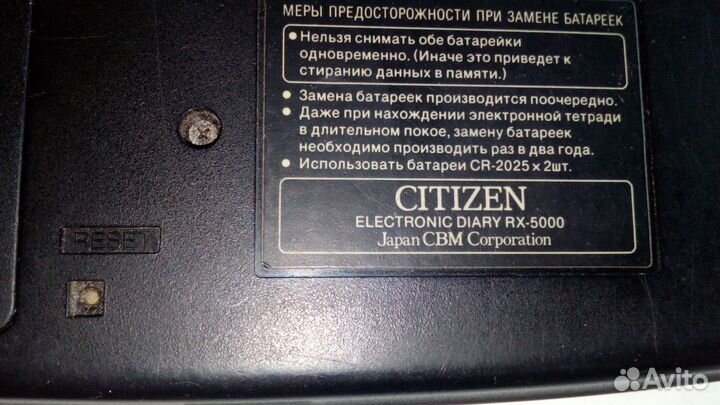 МЕРЫ ПРЕДОСТОРОЖНОСТИ ПРИ ЗАМЕНЕ БАТАРЕЕК
• Нельзя снимать обе батарейки
одновременно. (Иначе это приведет к
стиранию данных в памяти.)
• Замена батареек производится поочередно.
• Даже при нахождении электронной тетради
в длительном покое, замену батареек
необходимо производить раз в два года.
• Использовать батареи CR-2025 x 2шт.
CITIZEN
ELECTRONIC DIARY RX-5000
Japan CBM Corporation
RESET
Avito